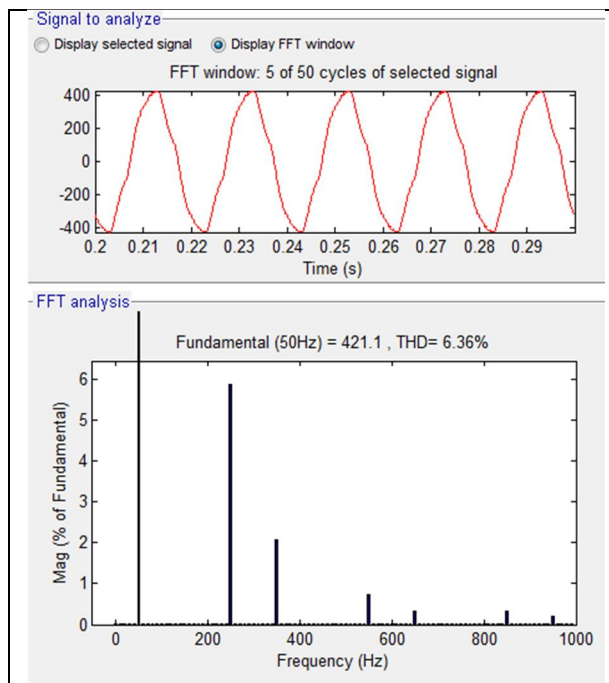 Signal to analyze
Display selected signal Display FFT window
FFT window: 5 of 50 cycles of selected signal
400
200
0
-200
-400
0.2 0.21 0.22 0.23 0.24 0.25 0.26 0.27 0.28 0.29
Time (s)
FFT analysis
Fundamental (50Hz) = 421.1 , THD= 6.36%
Mag (% of Fundamental)
6
5
4
3
2
1
0
0 200 400 600 800 1000
Frequency (Hz)